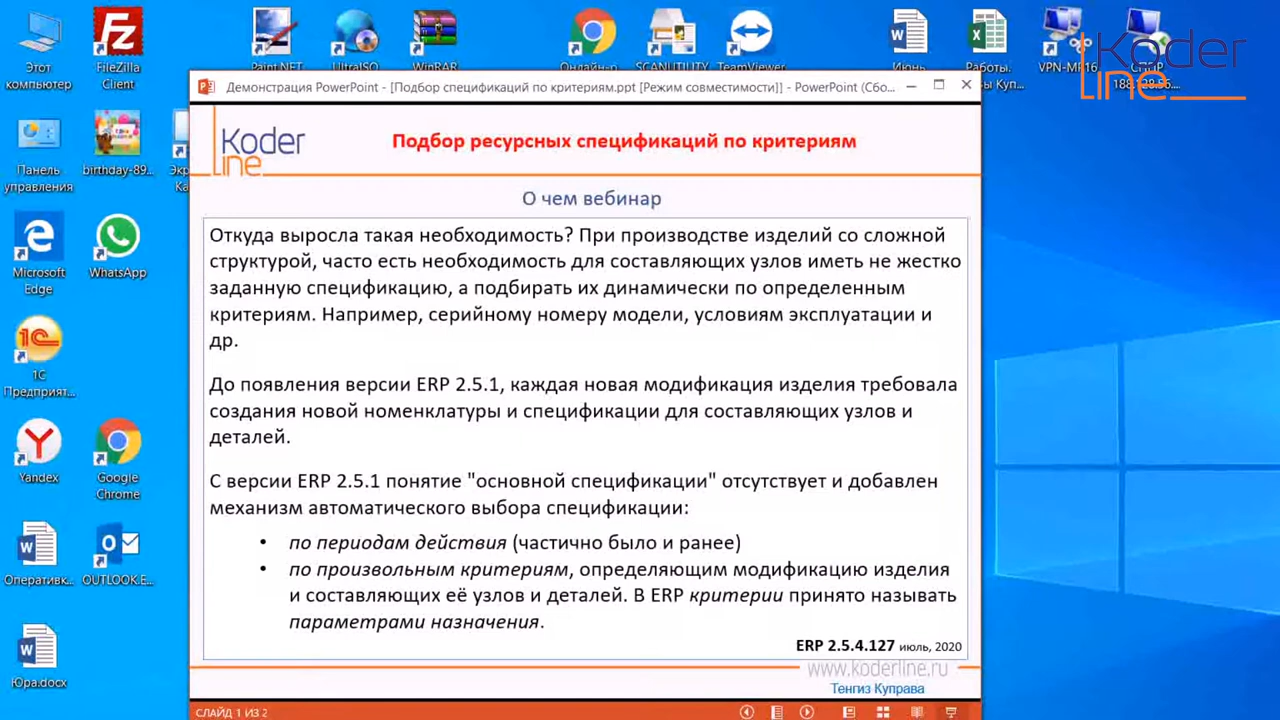 Этот
компьютер
FileZilla
Client
Paint.NET
UltraISO
WinRAR
SCANUTILITY
TeamViewer
Июнь
Работы.
VPN-MP16
Koder
line
Демонстрация PowerPoint - [Подбор спецификаций по критериям.ppt [Режим совместимости]] - PowerPoint (Сбо...
Koder
line
Подбор ресурсных спецификаций по критериям
О чем вебинар
Откуда выросла такая необходимость? При производстве изделий со сложной
структурой, часто есть необходимость для составляющих узлов иметь не жестко
заданную спецификацию, а подбирать их динамически по определенным
критериям. Например, серийному номеру модели, условиям эксплуатации и
др.
До появления версии ERP 2.5.1, каждая новая модификация изделия требовала
создания новой номенклатуры и спецификации для составляющих узлов и
деталей.
С версии ERP 2.5.1 понятие "основной спецификации" отсутствует и добавлен
механизм автоматического выбора спецификации:
• по периодам действия (частично было и ранее)
• по произвольным критериям, определяющим модификацию изделия
и составляющих её узлов и деталей. В ERP критерии принято называть
параметрами назначения.
ERP 2.5.4.127 июль, 2020
www.koderline.ru
Тенгиз Куправа
СЛАЙД 1 ИЗ 2
Панель
управления
birthday-89...
Microsoft
Edge
WhatsApp
1С
Предприят...
Yandex
Google
Chrome
Оперативк...
OUTLOOK.E...
Юра.docx